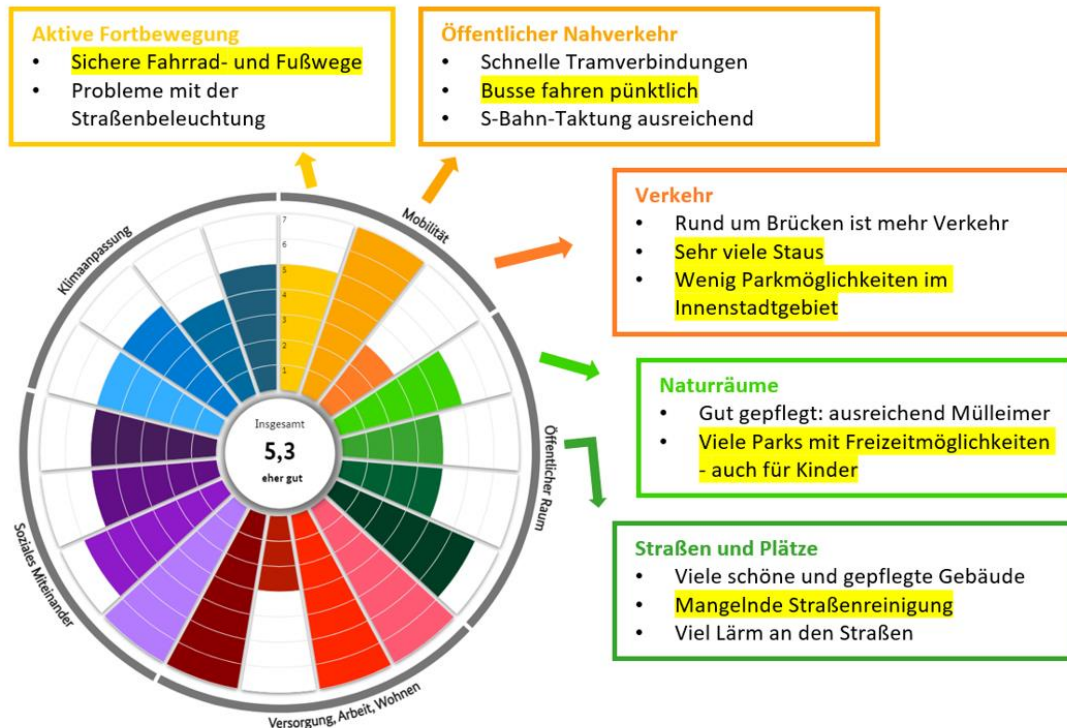 Aktive Fortbewegung
• Sichere Fahrrad- und Fußwege
• Probleme mit der
Straßenbeleuchtung
Öffentlicher Nahverkehr
• Schnelle Tramverbindungen
• Busse fahren pünktlich
• S-Bahn-Taktung ausreichend
Verkehr
• Rund um Brücken ist mehr Verkehr
• Sehr viele Staus
• Wenig Parkmöglichkeiten im
Innenstadtgebiet
Naturräume
• Gut gepflegt: ausreichend Mülleimer
• Viele Parks mit Freizeitmöglichkeiten
- auch für Kinder
Straßen und Plätze
• Viele schöne und gepflegte Gebäude
• Mangelnde Straßenreinigung
• Viel Lärm an den Straßen
Klimaanpassung
Mobilität
Öffentlicher Raum
Versorgung, Arbeit, Wohnen
Soziales Miteinander
7
6
5
4
3
2
1
Insgesamt
5,3
eher gut